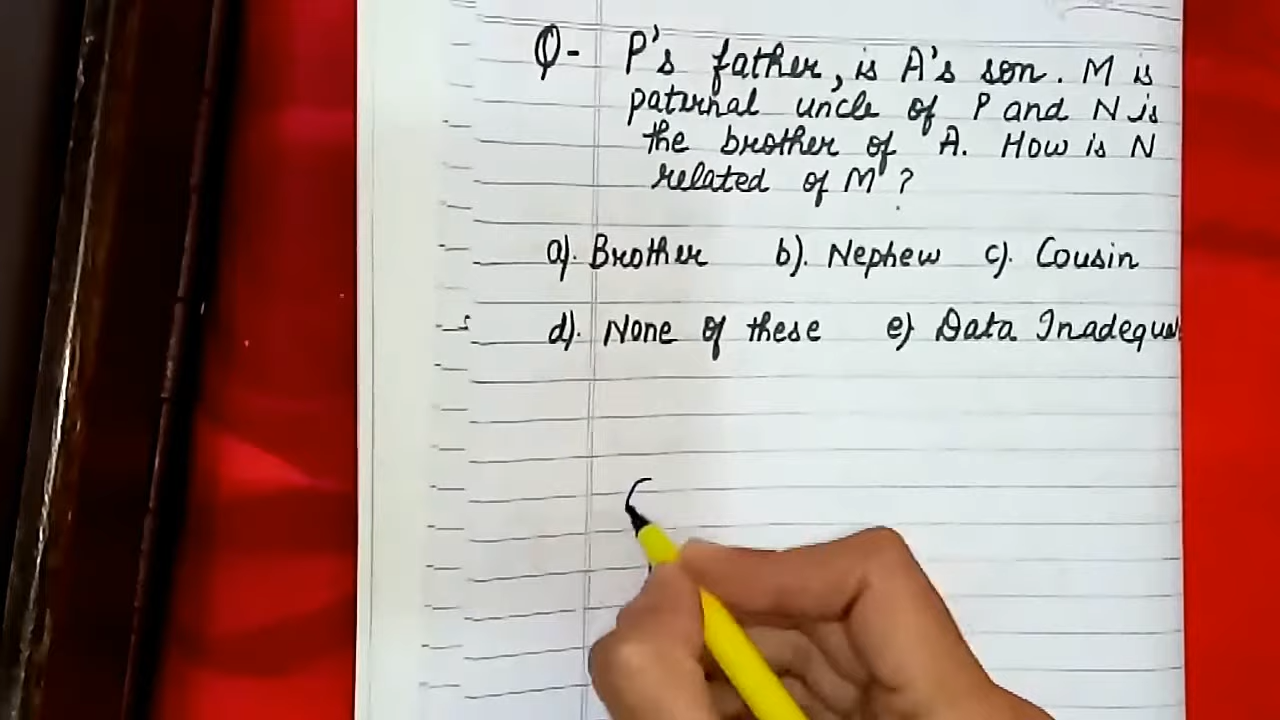 Q- P's father, is A's son. M is
paternal uncle of P and N is
the brother of A. How is N
related of M ?
a). Brother b). Nephew c). Cousin
d). None of these e) Data Inadequa